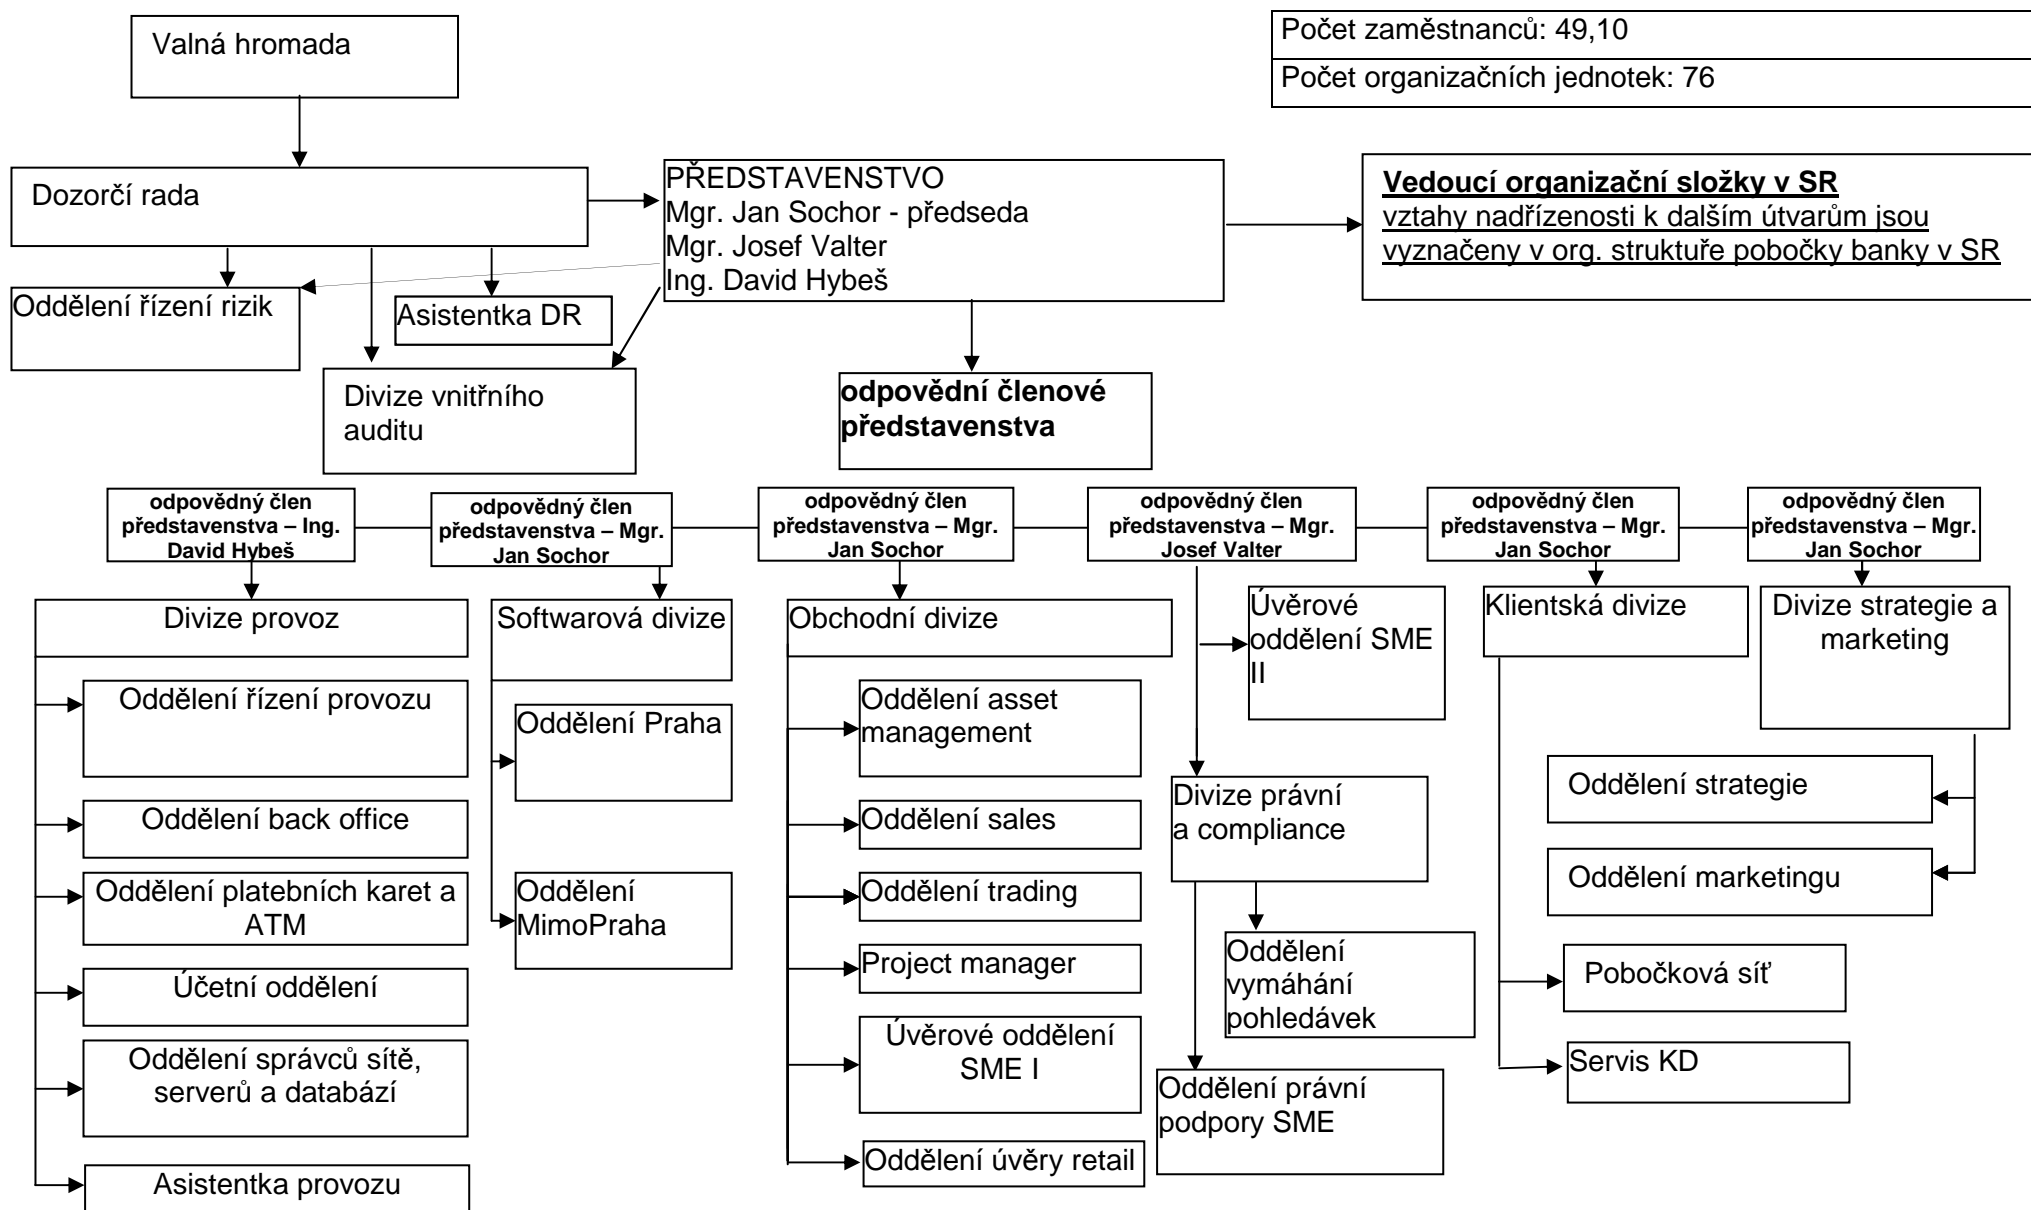 Valná hromada
Počet zaměstnanců: 49,10
Počet organizačních jednotek: 76
Dozorčí rada
PŘEDSTAVENSTVO
Mgr. Jan Sochor - předseda
Mgr. Josef Valter
Ing. David Hybeš
Vedoucí organizační složky v SR
vztahy nadřízenosti k dalším útvarům jsou
vyznačeny v org. struktuře pobočky banky v SR
Oddělení řízení rizik
Asistentka DR
Divize vnitřního
auditu
odpovědní členové
představenstva
odpovědný člen
představenstva – Ing.
David Hybeš
odpovědný člen
představenstva – Mgr.
Jan Sochor
odpovědný člen
představenstva – Mgr.
Jan Sochor
odpovědný člen
představenstva – Mgr.
Josef Valter
odpovědný člen
představenstva – Mgr.
Jan Sochor
odpovědný člen
představenstva – Mgr.
Jan Sochor
Divize provoz
Oddělení řízení provozu
Oddělení back office
Oddělení platebních karet a
ATM
Účetní oddělení
Oddělení správců sítě,
serverů a databází
Asistentka provozu
Softwarová divize
Oddělení Praha
Oddělení
MimoPraha
Obchodní divize
Oddělení asset
management
Oddělení sales
Oddělení trading
Project manager
Úvěrové oddělení
SME I
Oddělení úvěry retail
Úvěrové
oddělení SME
II
Divize právní
a compliance
Oddělení
vymáhání
pohledávek
Oddělení právní
podpory SME
Klientská divize
Pobočková síť
Servis KD
Divize strategie a
marketing
Oddělení strategie
Oddělení marketingu